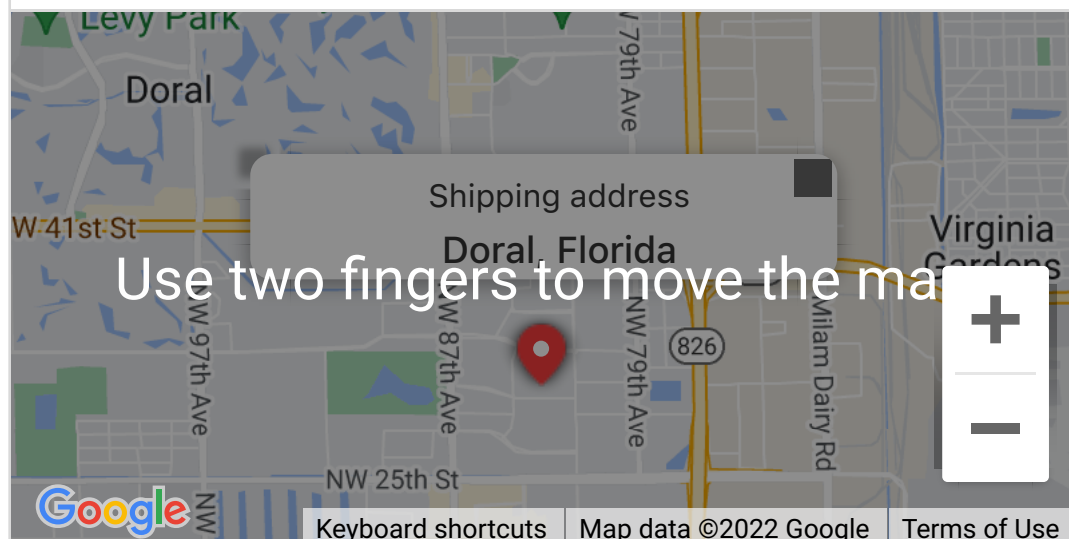 Levy Park
Doral
W 79th Ave
Shipping address
W 41st St
Doral, Florida
Virginia
Gardens
Use two fingers to move the ma
NW 97th Ave
NW 87th Ave
NW 79th Ave
826
Milam Dairy Rd
NW 25th St
NW
Google
Keyboard shortcuts
Map data ©2022 Google
Terms of Use